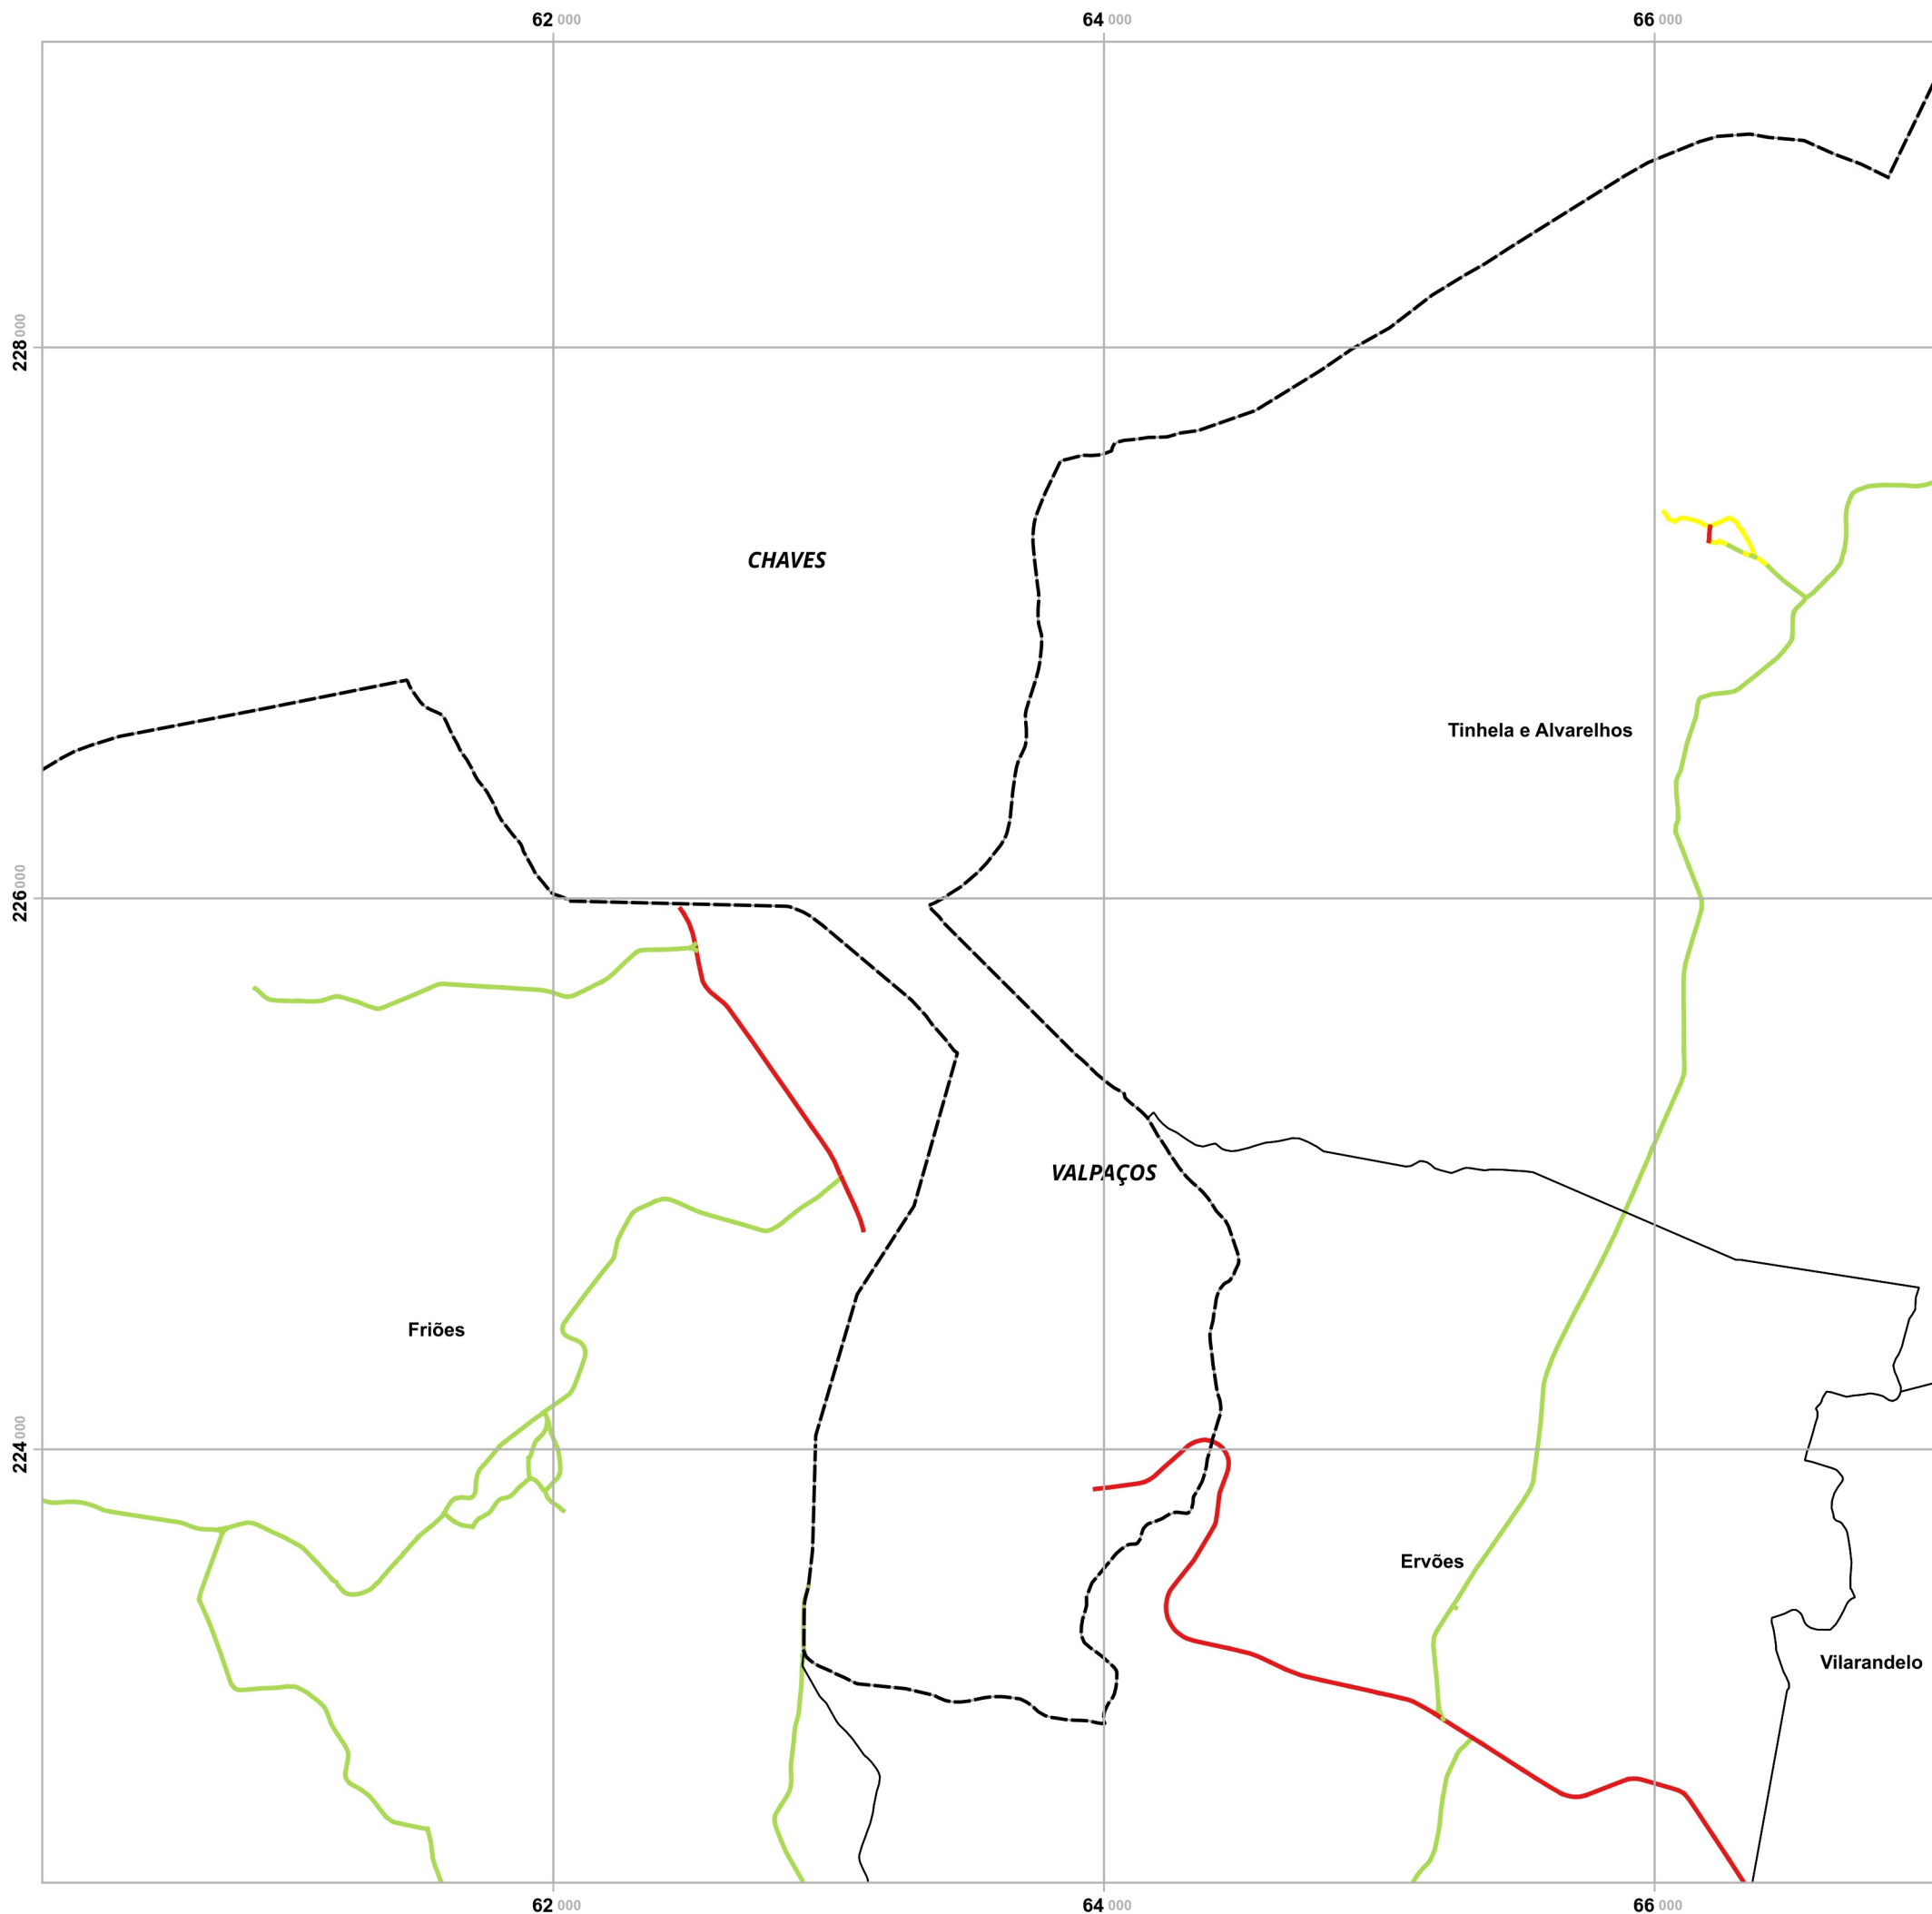 62 000
64 000
66 000
228 000
CHAVES
Tinhela e Alvarelhos
226 000
VALPAÇOS
Friões
224 000
Ervões
Vilarandelo
62 000
64 000
66 000